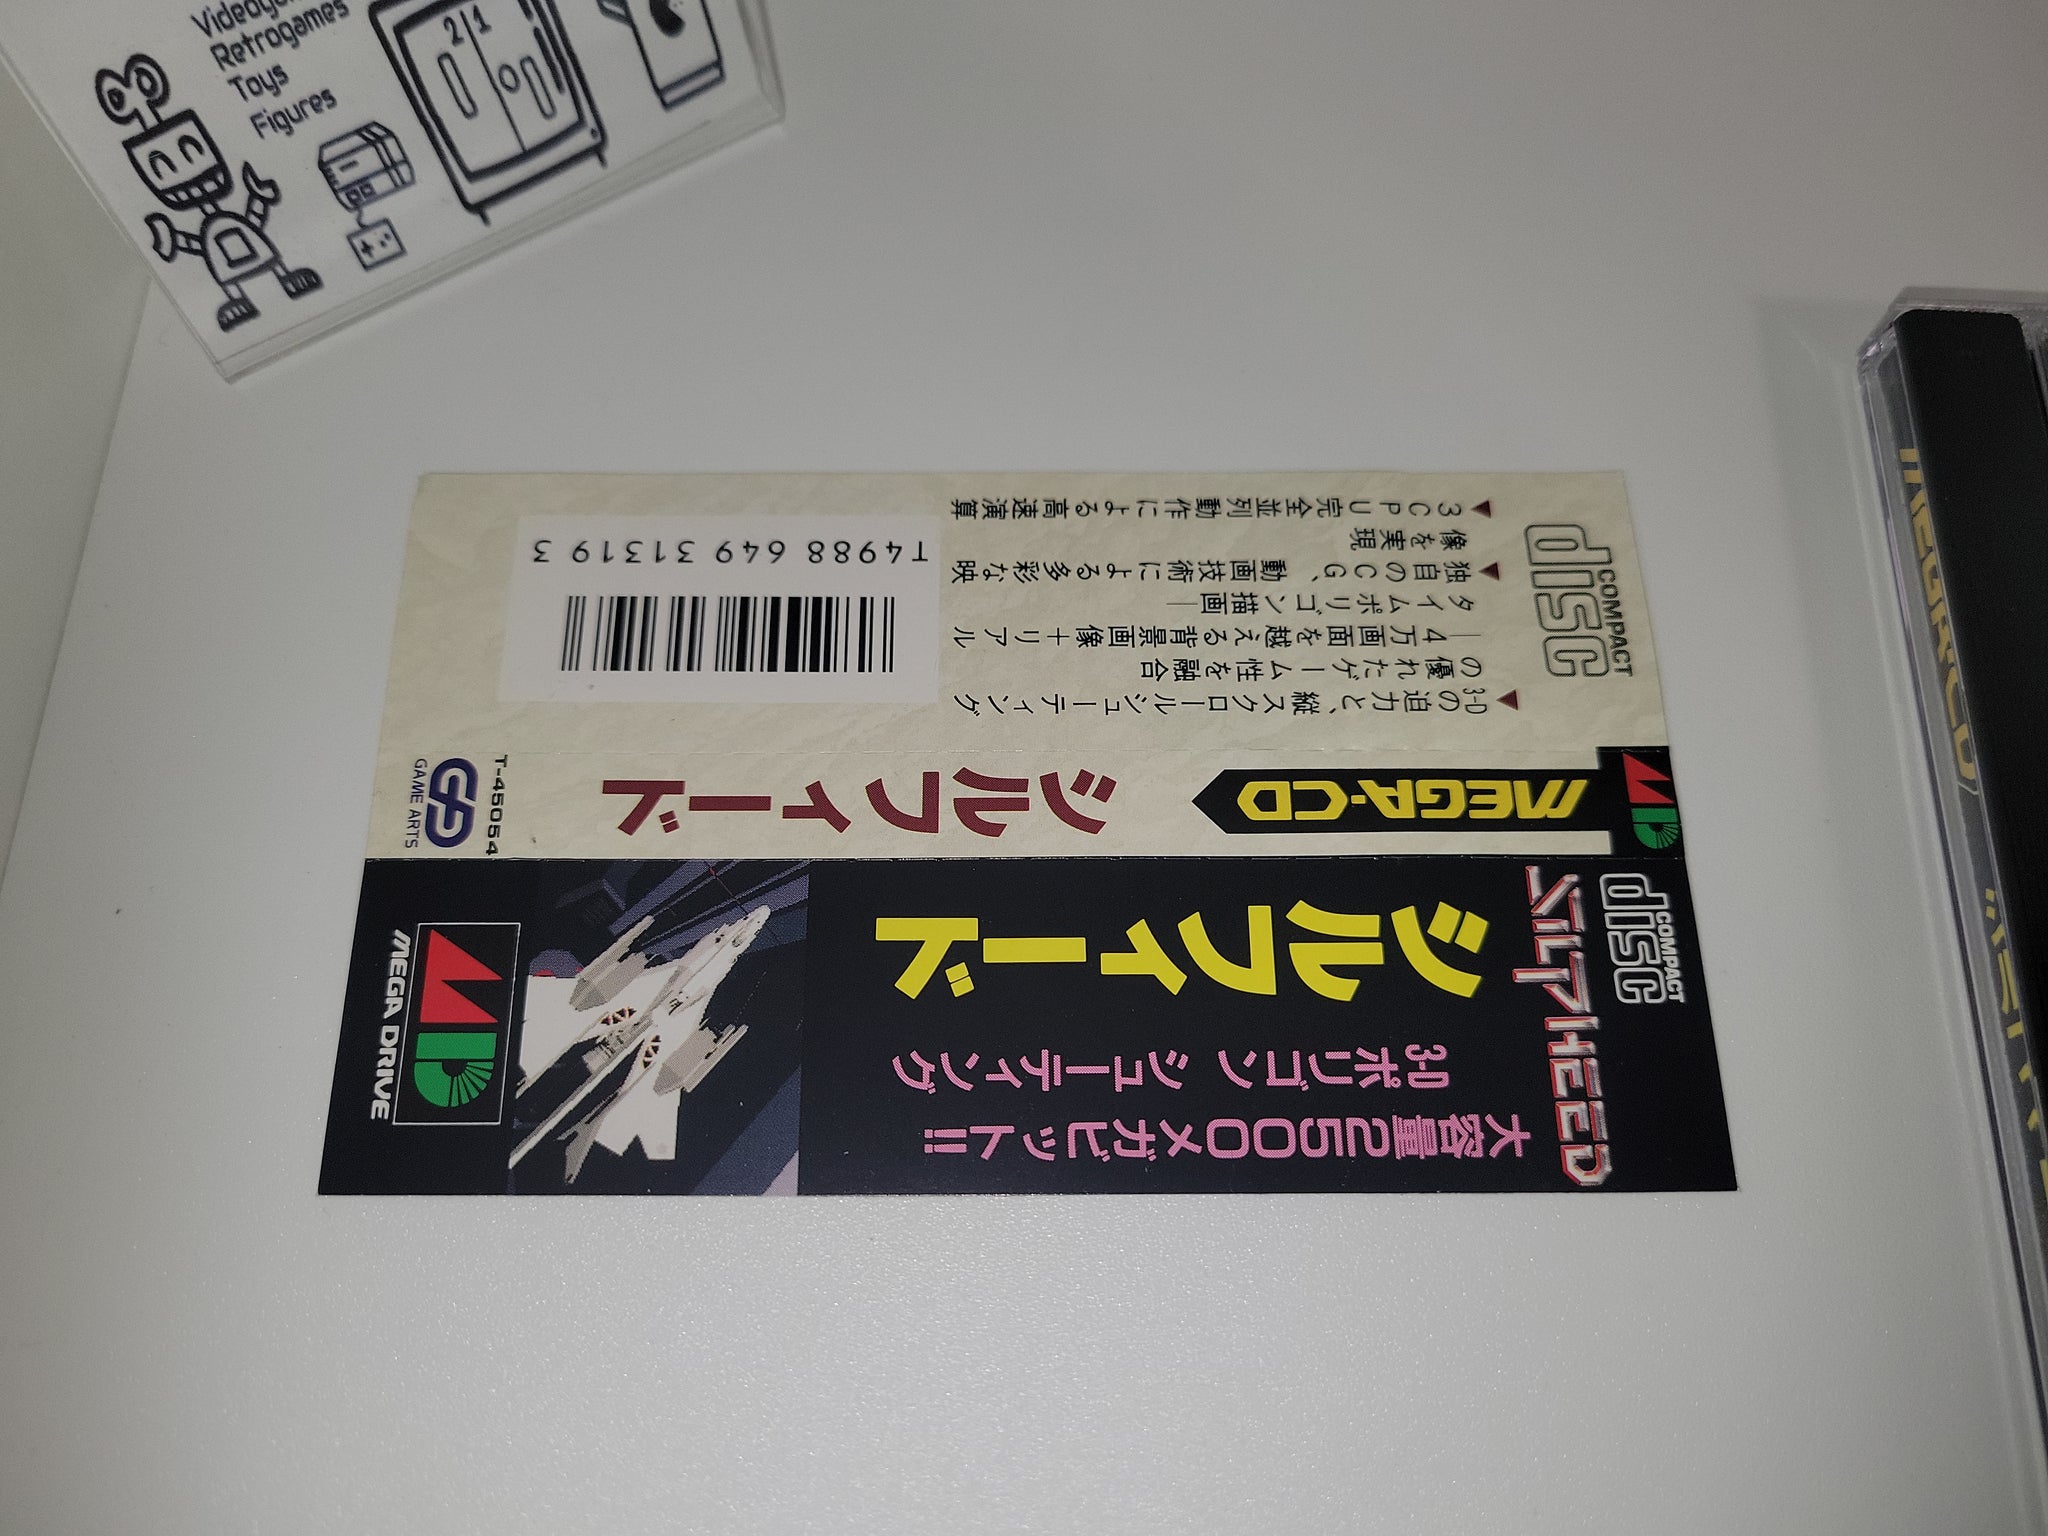 Retrogames
Toys
Figures
2 1
▼3-Dの迫力と、縦スクロールシューティング
の優れたゲーム性を融合
―4万画面を越える背景画像＋リアル
タイムポリゴン描画―
▼独自のCG、動画技術による多彩な映
像を実現
▼3CPU完全並列動作による高速演算
COMPACT
disc
T4988 649 31319 3
MEGA-CD
シルフィード
T-45054
GAME ARTS
COMPACT
disc
SILPHEED
シルフィード
3-Dポリゴン シューティング
大容量2500メガビット!!
MEGA DRIVE
MEGA-CD